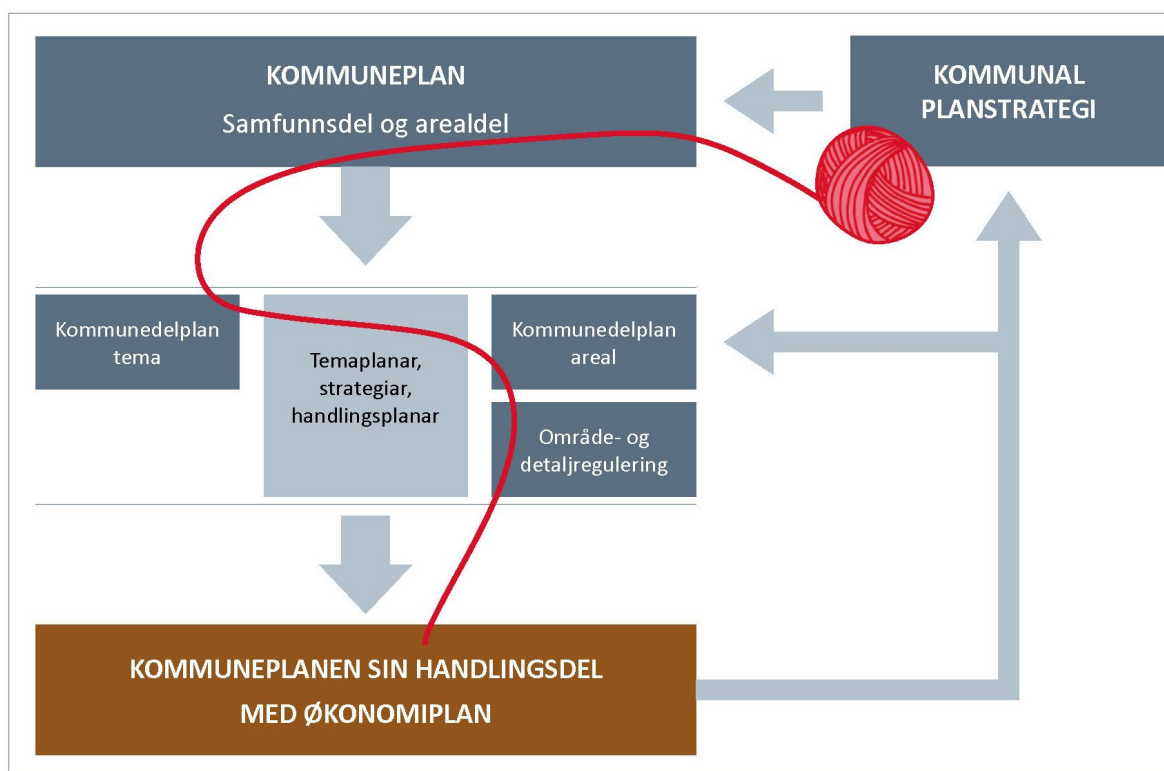 KOMMUNEPLAN
Samfunnsdel og arealdel
KOMMUNAL
PLANSTRATEGI
Kommunedelplan
tema
Temaplanar,
strategiar,
handlingsplanar
Kommunedelplan
areal
Område- og
detaljregulering
KOMMUNEPLANEN SIN HANDLINGSDEL
MED ØKONOMIPLAN